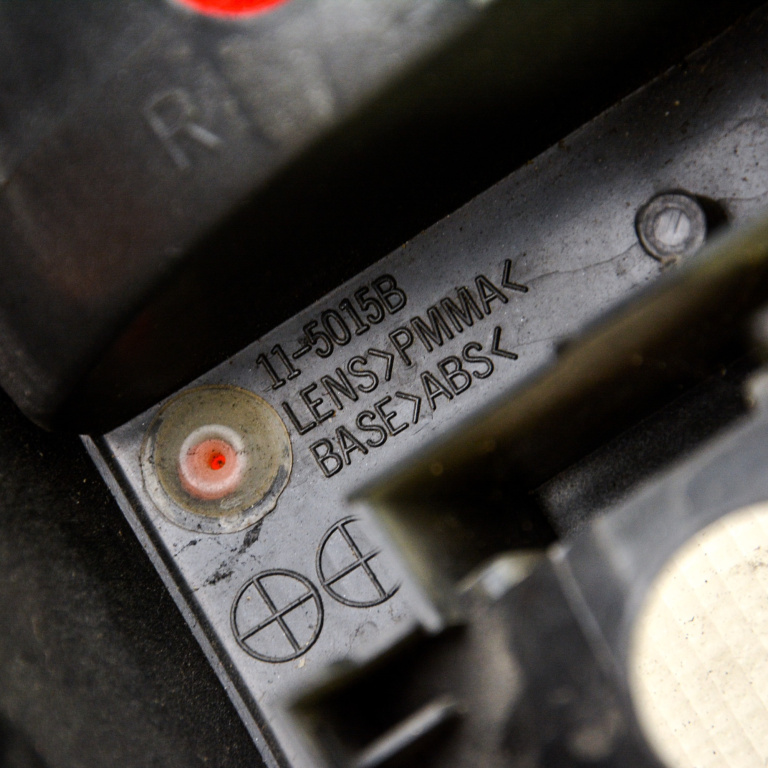 R
11-5015B
LENS>PMMA<
BASE>ABS<